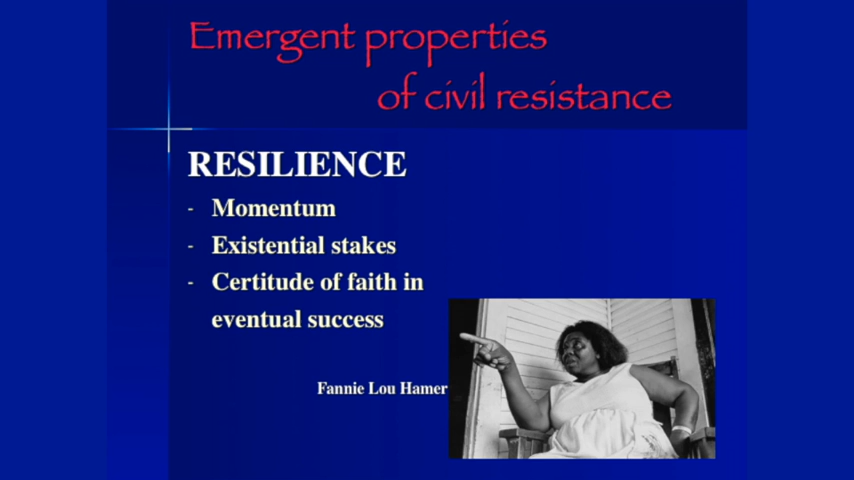 Emergent properties
of civil resistance
RESILIENCE
- Momentum
- Existential stakes
- Certitude of faith in
eventual success
Fannie Lou Hamer